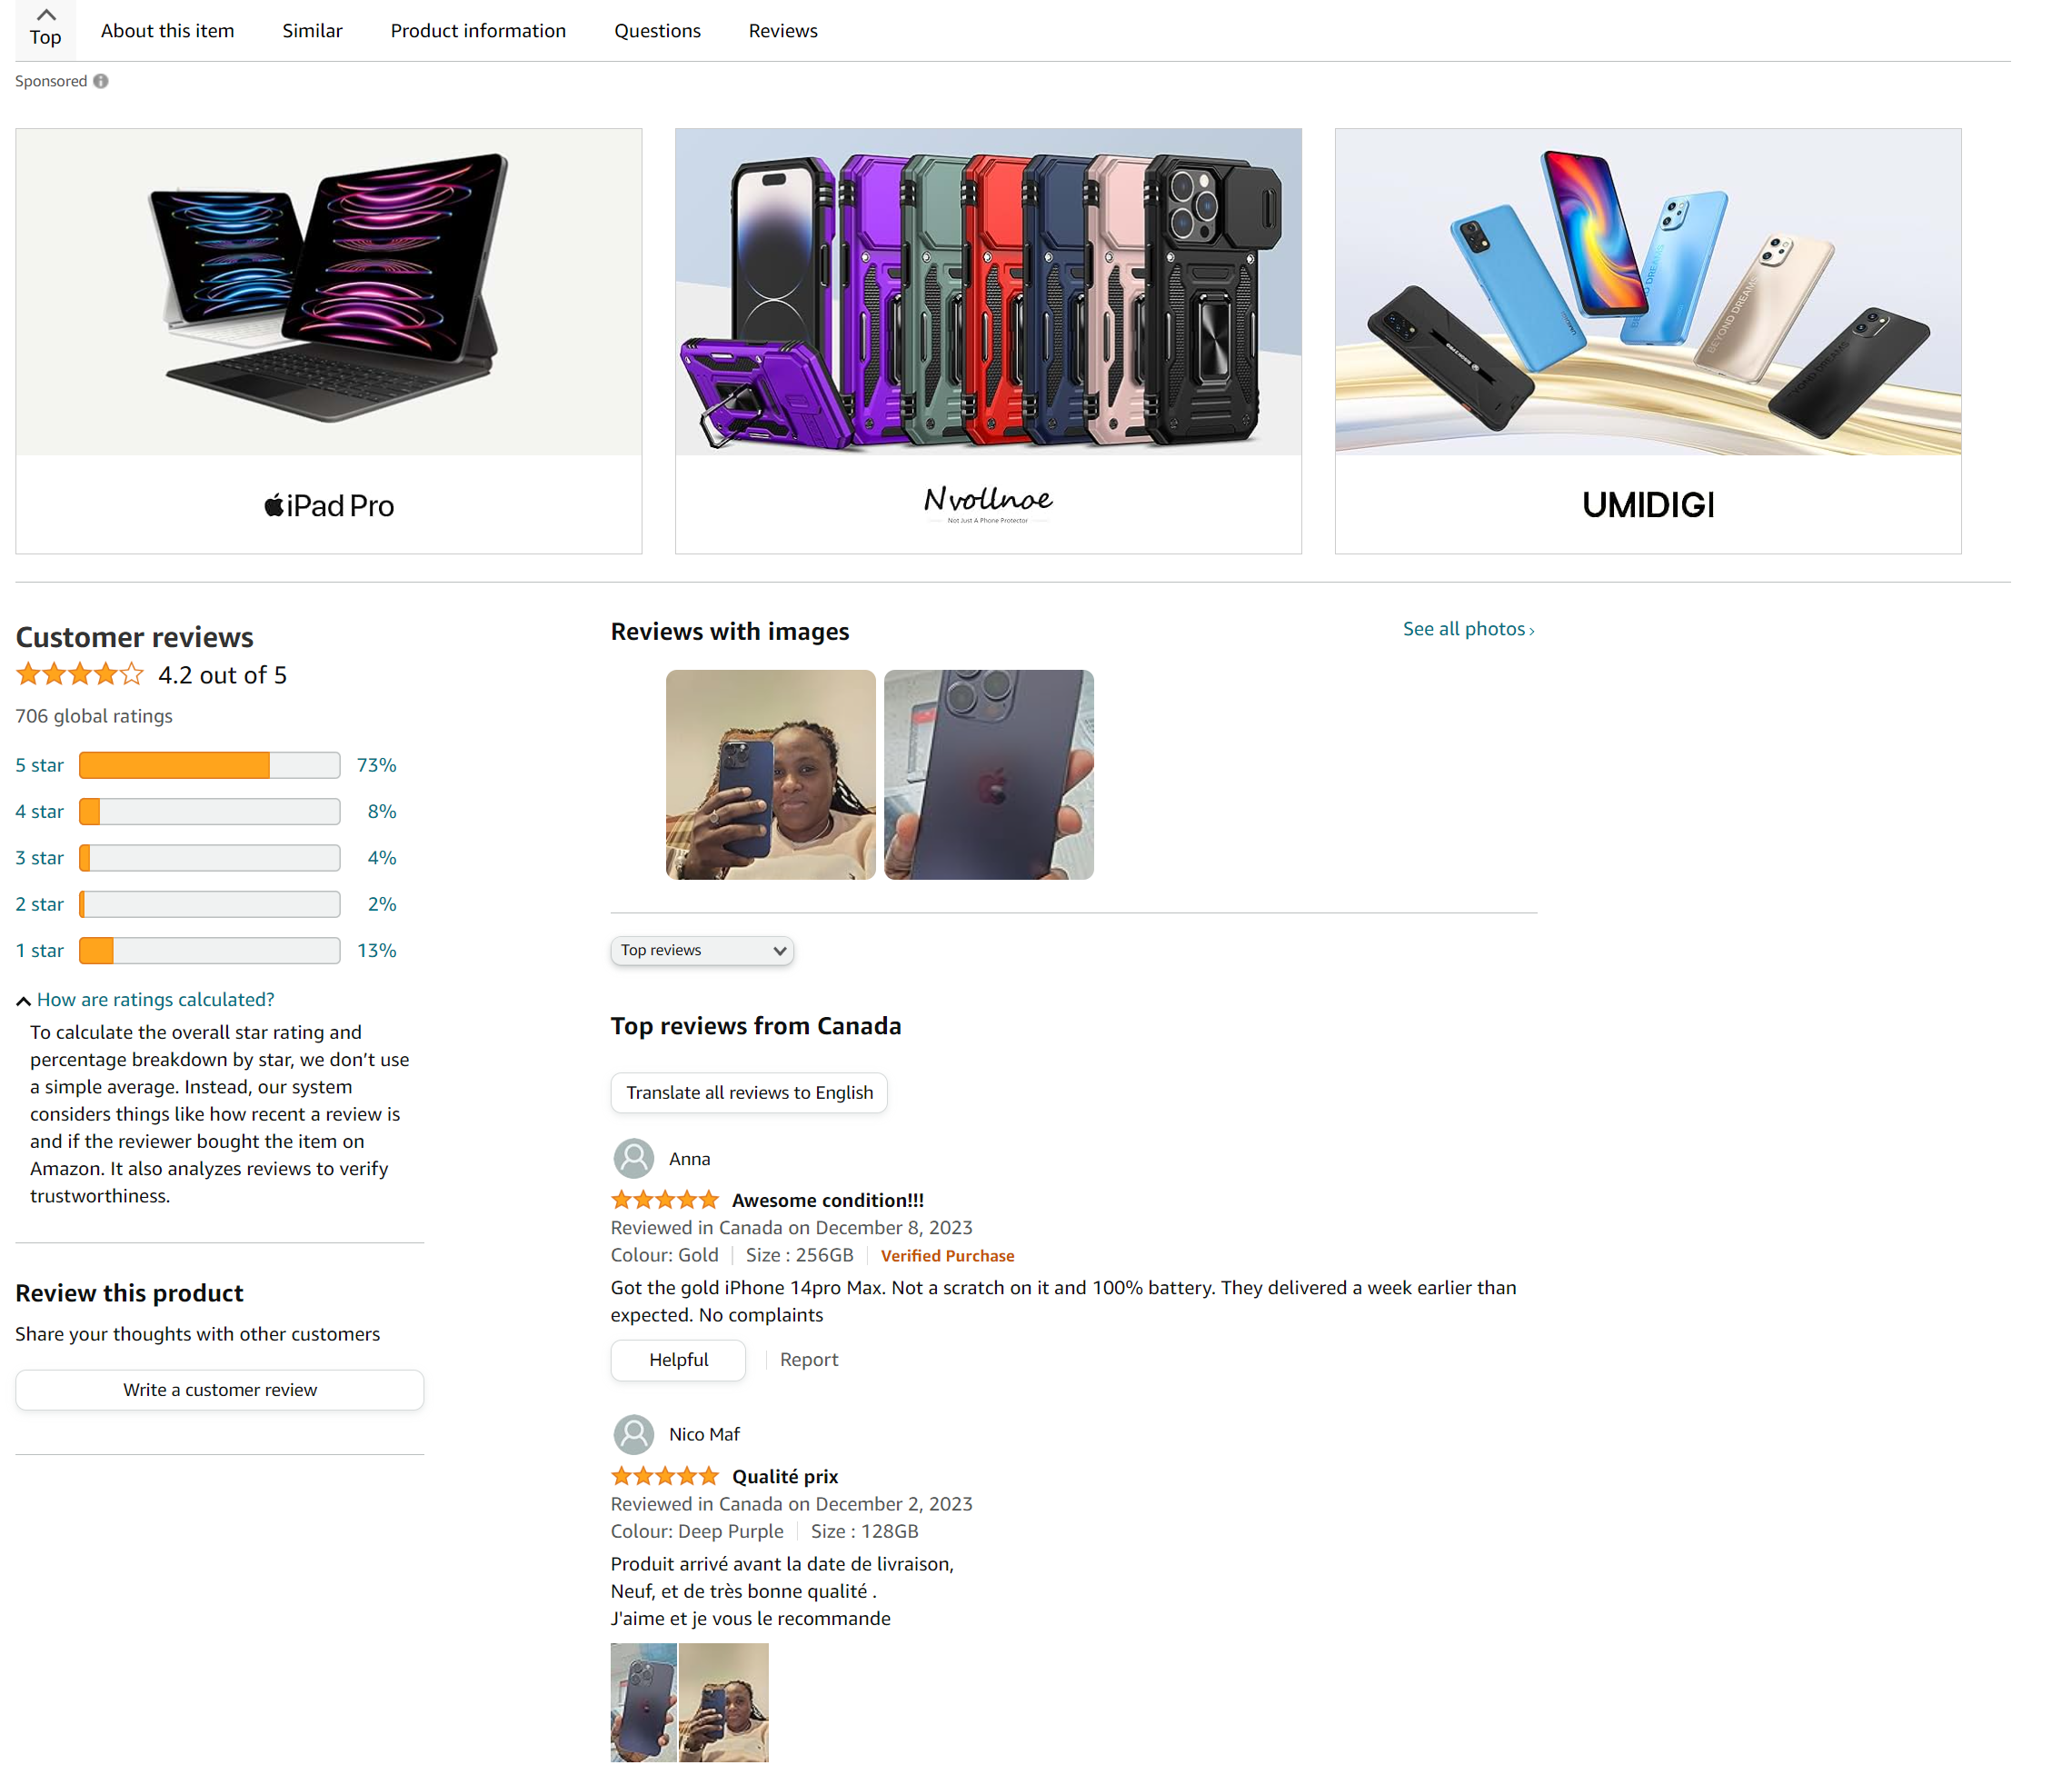 Top
About this item
Similar
Product information
Questions
Reviews
Sponsored
iPad Pro
Nvollnoe
Not Just A Phone Protector
BEYOND DREAMS
UMIDIGI
Customer reviews
4.2 out of 5
706 global ratings
5 star 73%
4 star 8%
3 star 4%
2 star 2%
1 star 13%
How are ratings calculated?
To calculate the overall star rating and
percentage breakdown by star, we don’t use
a simple average. Instead, our system
considers things like how recent a review is
and if the reviewer bought the item on
Amazon. It also analyzes reviews to verify
trustworthiness.
Review this product
Share your thoughts with other customers
Write a customer review
Reviews with images
See all photos ›
Top reviews
Top reviews from Canada
Translate all reviews to English
Anna
Awesome condition!!!
Reviewed in Canada on December 8, 2023
Colour: Gold | Size : 256GB | Verified Purchase
Got the gold iPhone 14pro Max. Not a scratch on it and 100% battery. They delivered a week earlier than
expected. No complaints
Helpful | Report
Nico Maf
Qualité prix
Reviewed in Canada on December 2, 2023
Colour: Deep Purple | Size : 128GB
Produit arrivé avant la date de livraison,
Neuf, et de très bonne qualité .
J'aime et je vous le recommande